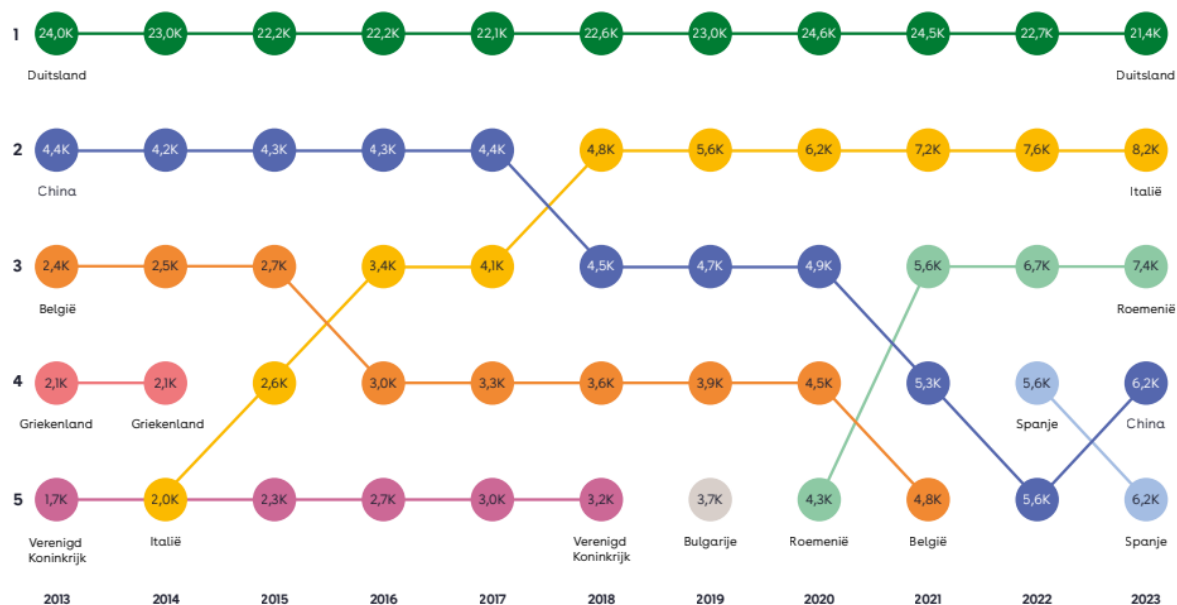 1 24,0K 23,0K 22,2K 22,2K 22,1K 22,6K 23,0K 24,6K 24,5K 22,7K 21,4K
Duitsland Duitsland
2 4,4K 4,2K 4,3K 4,3K 4,4K 4,8K 5,6K 6,2K 7,2K 7,6K 8,2K
China Italië
3 2,4K 2,5K 2,7K 3,4K 4,1K 4,5K 4,7K 4,9K 5,6K 6,7K 7,4K
België Roemenië
4 2,1K 2,1K 2,6K 3,0K 3,3K 3,6K 3,9K 4,5K 5,3K 5,6K 6,2K
Griekenland Griekenland Spanje China
5 1,7K 2,0K 2,3K 2,7K 3,0K 3,2K 3,7K 4,3K 4,8K 5,6K 6,2K
Verenigd Italië Verenigd Bulgarije Roemenië België Spanje
Koninkrijk Koninkrijk
2013 2014 2015 2016 2017 2018 2019 2020 2021 2022 2023